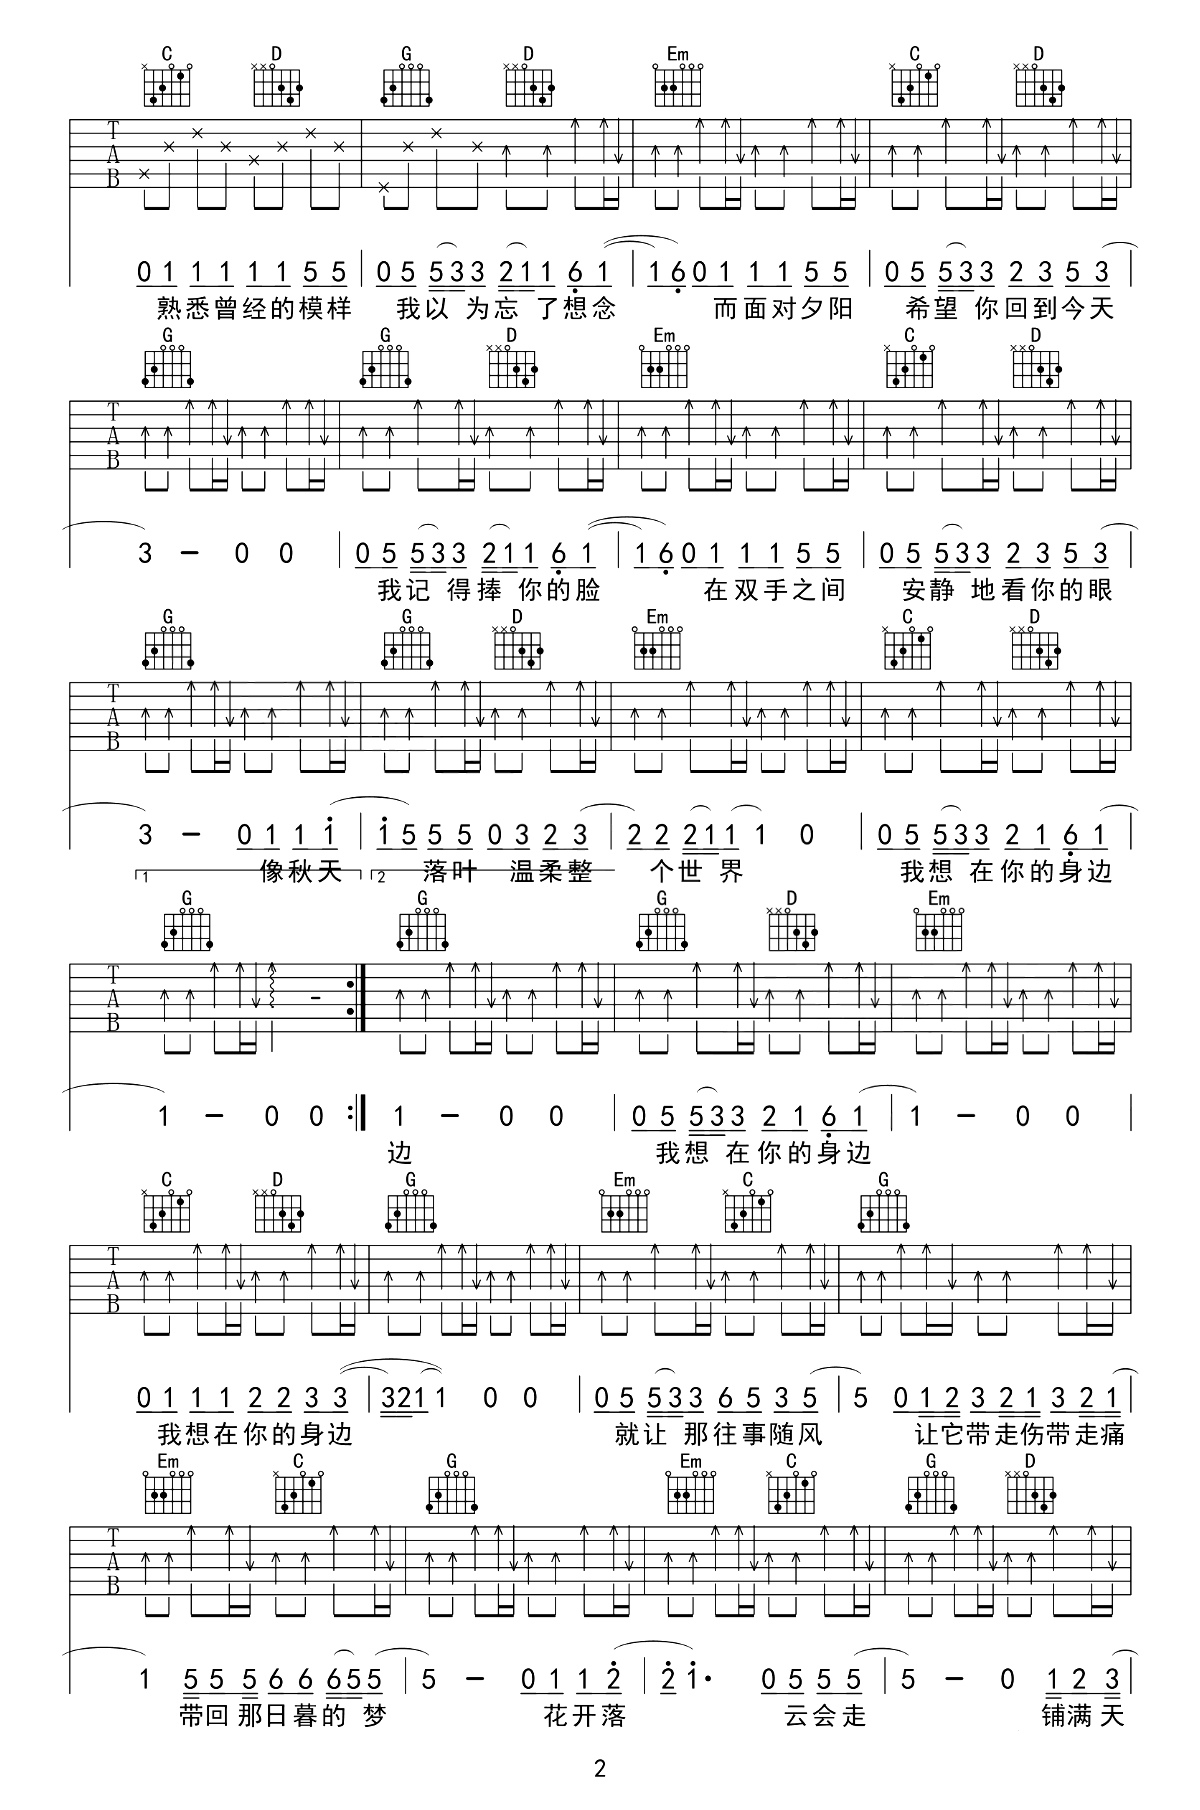 C D G D Em C D
T A B
0 1 1 1 1 1 5 5 0 5 5 3 3 2 1 1 6 1 1 6 0 1 1 1 5 5 0 5 5 3 3 2 3 5 3
熟悉曾经的模样 我以 为忘 了想念 而面对夕阳 希望 你回到今天
G G D Em C D
T A B
3 - 0 0 0 5 5 3 3 2 1 1 6 1 1 6 0 1 1 1 5 5 0 5 5 3 3 2 3 5 3
我记 得捧 你的脸 在双手之间 安静 地看你的眼
G G D Em C D
T A B
3 - 0 1 1 1 1 5 5 5 0 3 2 3 2 2 2 1 1 1 0 0 5 5 3 3 2 1 6 1
像秋天 落叶 温柔整 个世 界 我想 在你的身边
1 2
G G G D Em
T A B -
1 - 0 0 1 - 0 0 0 5 5 3 3 2 1 6 1 1 - 0 0
边 我想 在你的身边
C D G Em C G
T A B
0 1 1 1 2 2 3 3 3 2 1 1 0 0 0 5 5 3 3 6 5 3 5 5 0 1 2 3 2 1 3 2 1
我想在你的身边 就让 那往事随风 让它带走伤带走痛
Em C G Em C G D
T A B
1 5 5 5 6 6 6 5 5 5 - 0 1 1 2 2 1· 0 5 5 5 5 - 0 1 2 3
带回那日暮的 梦 花开落 云会走 铺满天
2